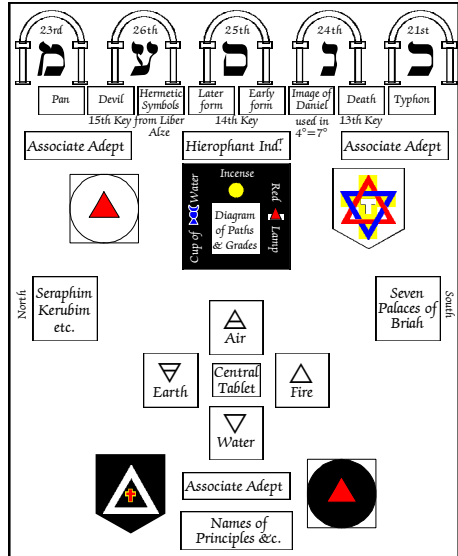 23rd 26th 25th 24th 21st
מ ע ס נ כ
Pan
Devil
Hermetic
Symbols
Later
form
Early
form
Image of
Daniel
Death
Typhon
15th Key from Liber
Alze
14th Key
used in
4°=7°
13th Key
Associate Adept
Hierophant Ind.ʳ
Associate Adept
Incense
Cup of Water
Red Lamp
Diagram
of Paths
& Grades
T
North
Seraphim
Kerubim
etc.
Seven
Palaces of
Briah
South
Air
Earth
Central
Tablet
Fire
Water
Associate Adept
Names of
Principles &c.